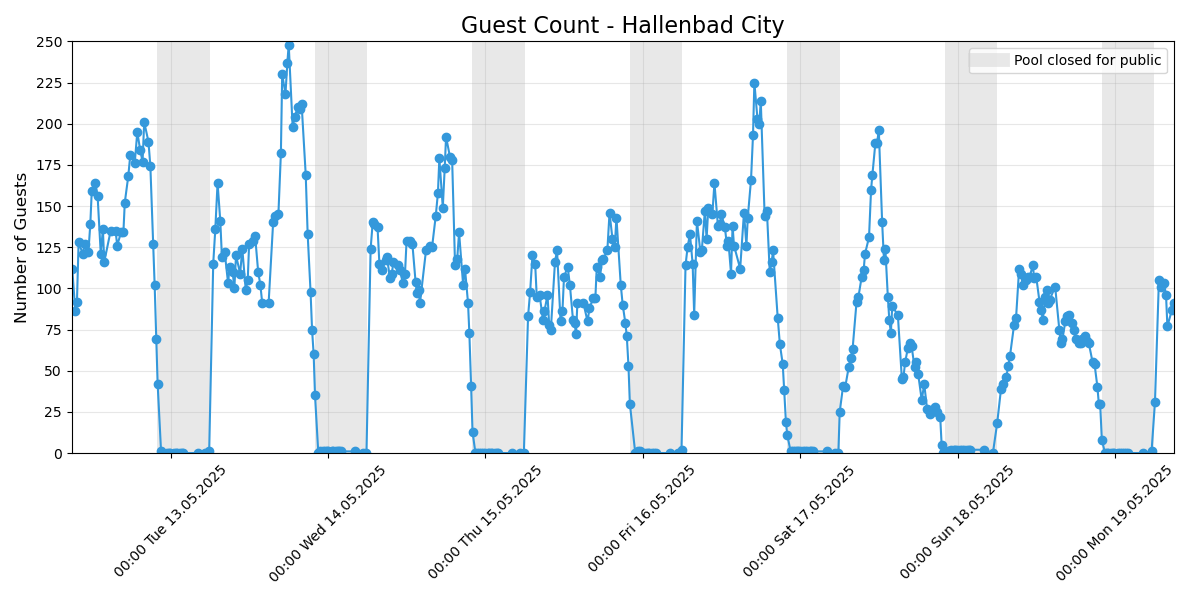 Guest Count - Hallenbad City
Pool closed for public
Number of Guests
250
225
200
175
150
125
100
75
50
25
0
00:00 Tue 13.05.2025
00:00 Wed 14.05.2025
00:00 Thu 15.05.2025
00:00 Fri 16.05.2025
00:00 Sat 17.05.2025
00:00 Sun 18.05.2025
00:00 Mon 19.05.2025